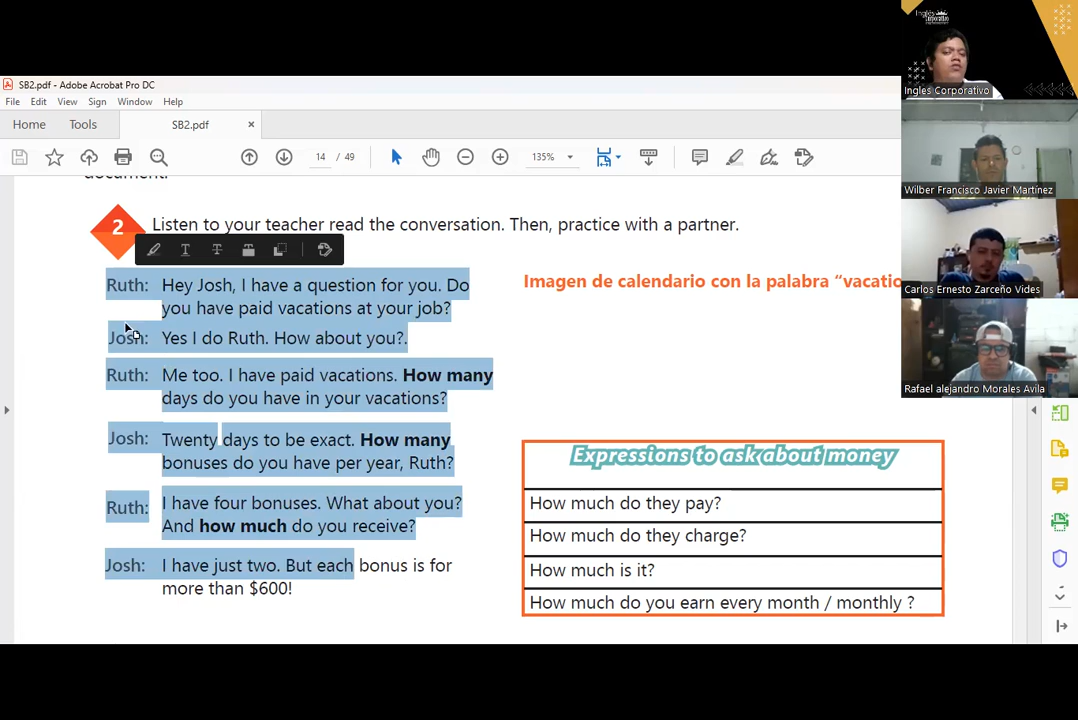 SB2.pdf - Adobe Acrobat Pro DC
File Edit View Sign Window Help
Home Tools SB2.pdf ×
14 / 49 135%
document.
2 Listen to your teacher read the conversation. Then, practice with a partner.
Ruth: Hey Josh, I have a question for you. Do
you have paid vacations at your job?
Josh: Yes I do Ruth. How about you?.
Ruth: Me too. I have paid vacations. How many
days do you have in your vacations?
Josh: Twenty days to be exact. How many
bonuses do you have per year, Ruth?
Ruth: I have four bonuses. What about you?
And how much do you receive?
Josh: I have just two. But each bonus is for
more than $600!
Imagen de calendario con la palabra “vacatio
Expressions to ask about money
How much do they pay?
How much do they charge?
How much is it?
How much do you earn every month / monthly ?
Inglés
Corporativo
Ingles Corporativo
Wilber Francisco Javier Martínez
Carlos Ernesto Zarceño Vides
Rafael alejandro Morales Avila